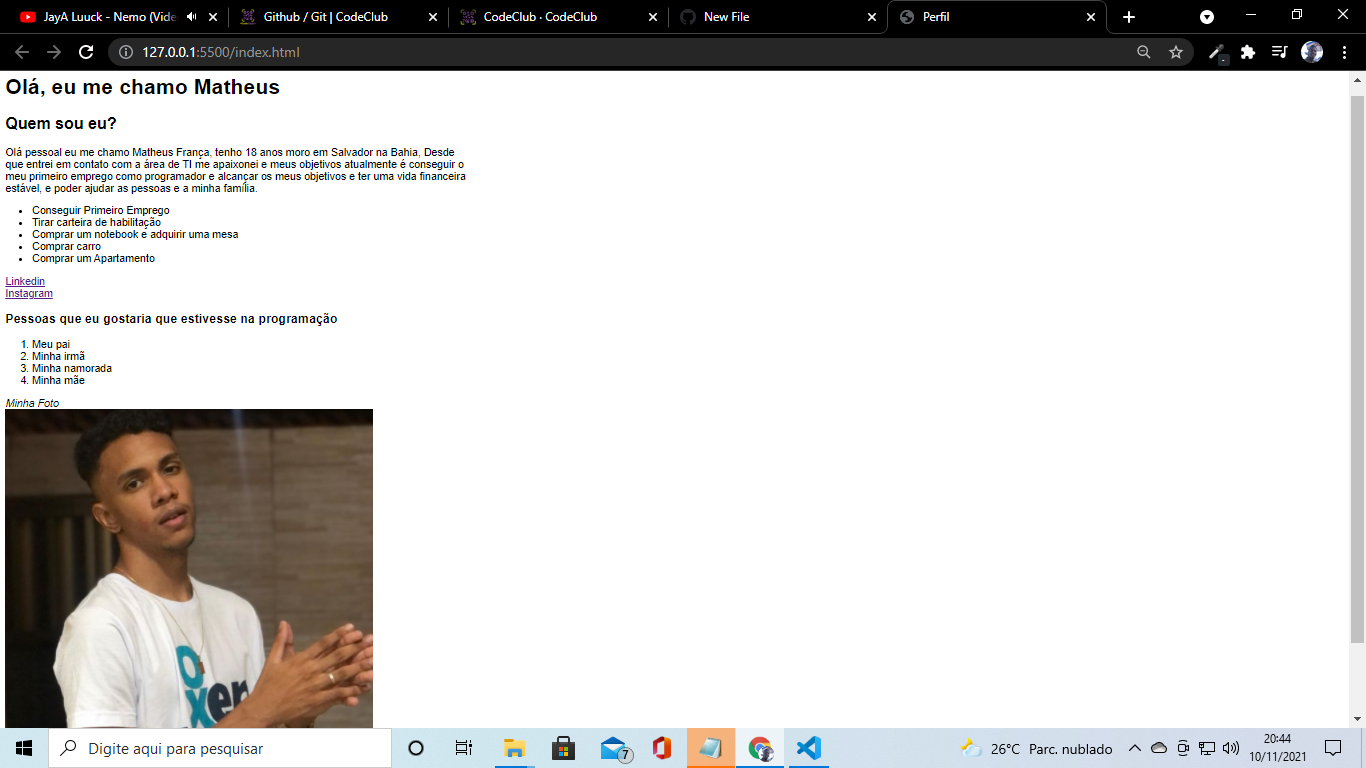 JayA Luuck - Nemo (Vide
Github / Git | CodeClub
CodeClub · CodeClub
New File
Perfil
127.0.0.1:5500/index.html
Olá, eu me chamo Matheus
Quem sou eu?
Olá pessoal eu me chamo Matheus França, tenho 18 anos moro em Salvador na Bahia, Desde
que entrei em contato com a área de TI me apaixonei e meus objetivos atualmente é conseguir o
meu primeiro emprego como programador e alcançar os meus objetivos e ter uma vida financeira
estável, e poder ajudar as pessoas e a minha família.
• Conseguir Primeiro Emprego
• Tirar carteira de habilitação
• Comprar um notebook e adquirir uma mesa
• Comprar carro
• Comprar um Apartamento
Linkedin
Instagram
Pessoas que eu gostaria que estivesse na programação
1. Meu pai
2. Minha irmã
3. Minha namorada
4. Minha mãe
Minha Foto
Digite aqui para pesquisar
7
26°C Parc. nublado
20:44
10/11/2021